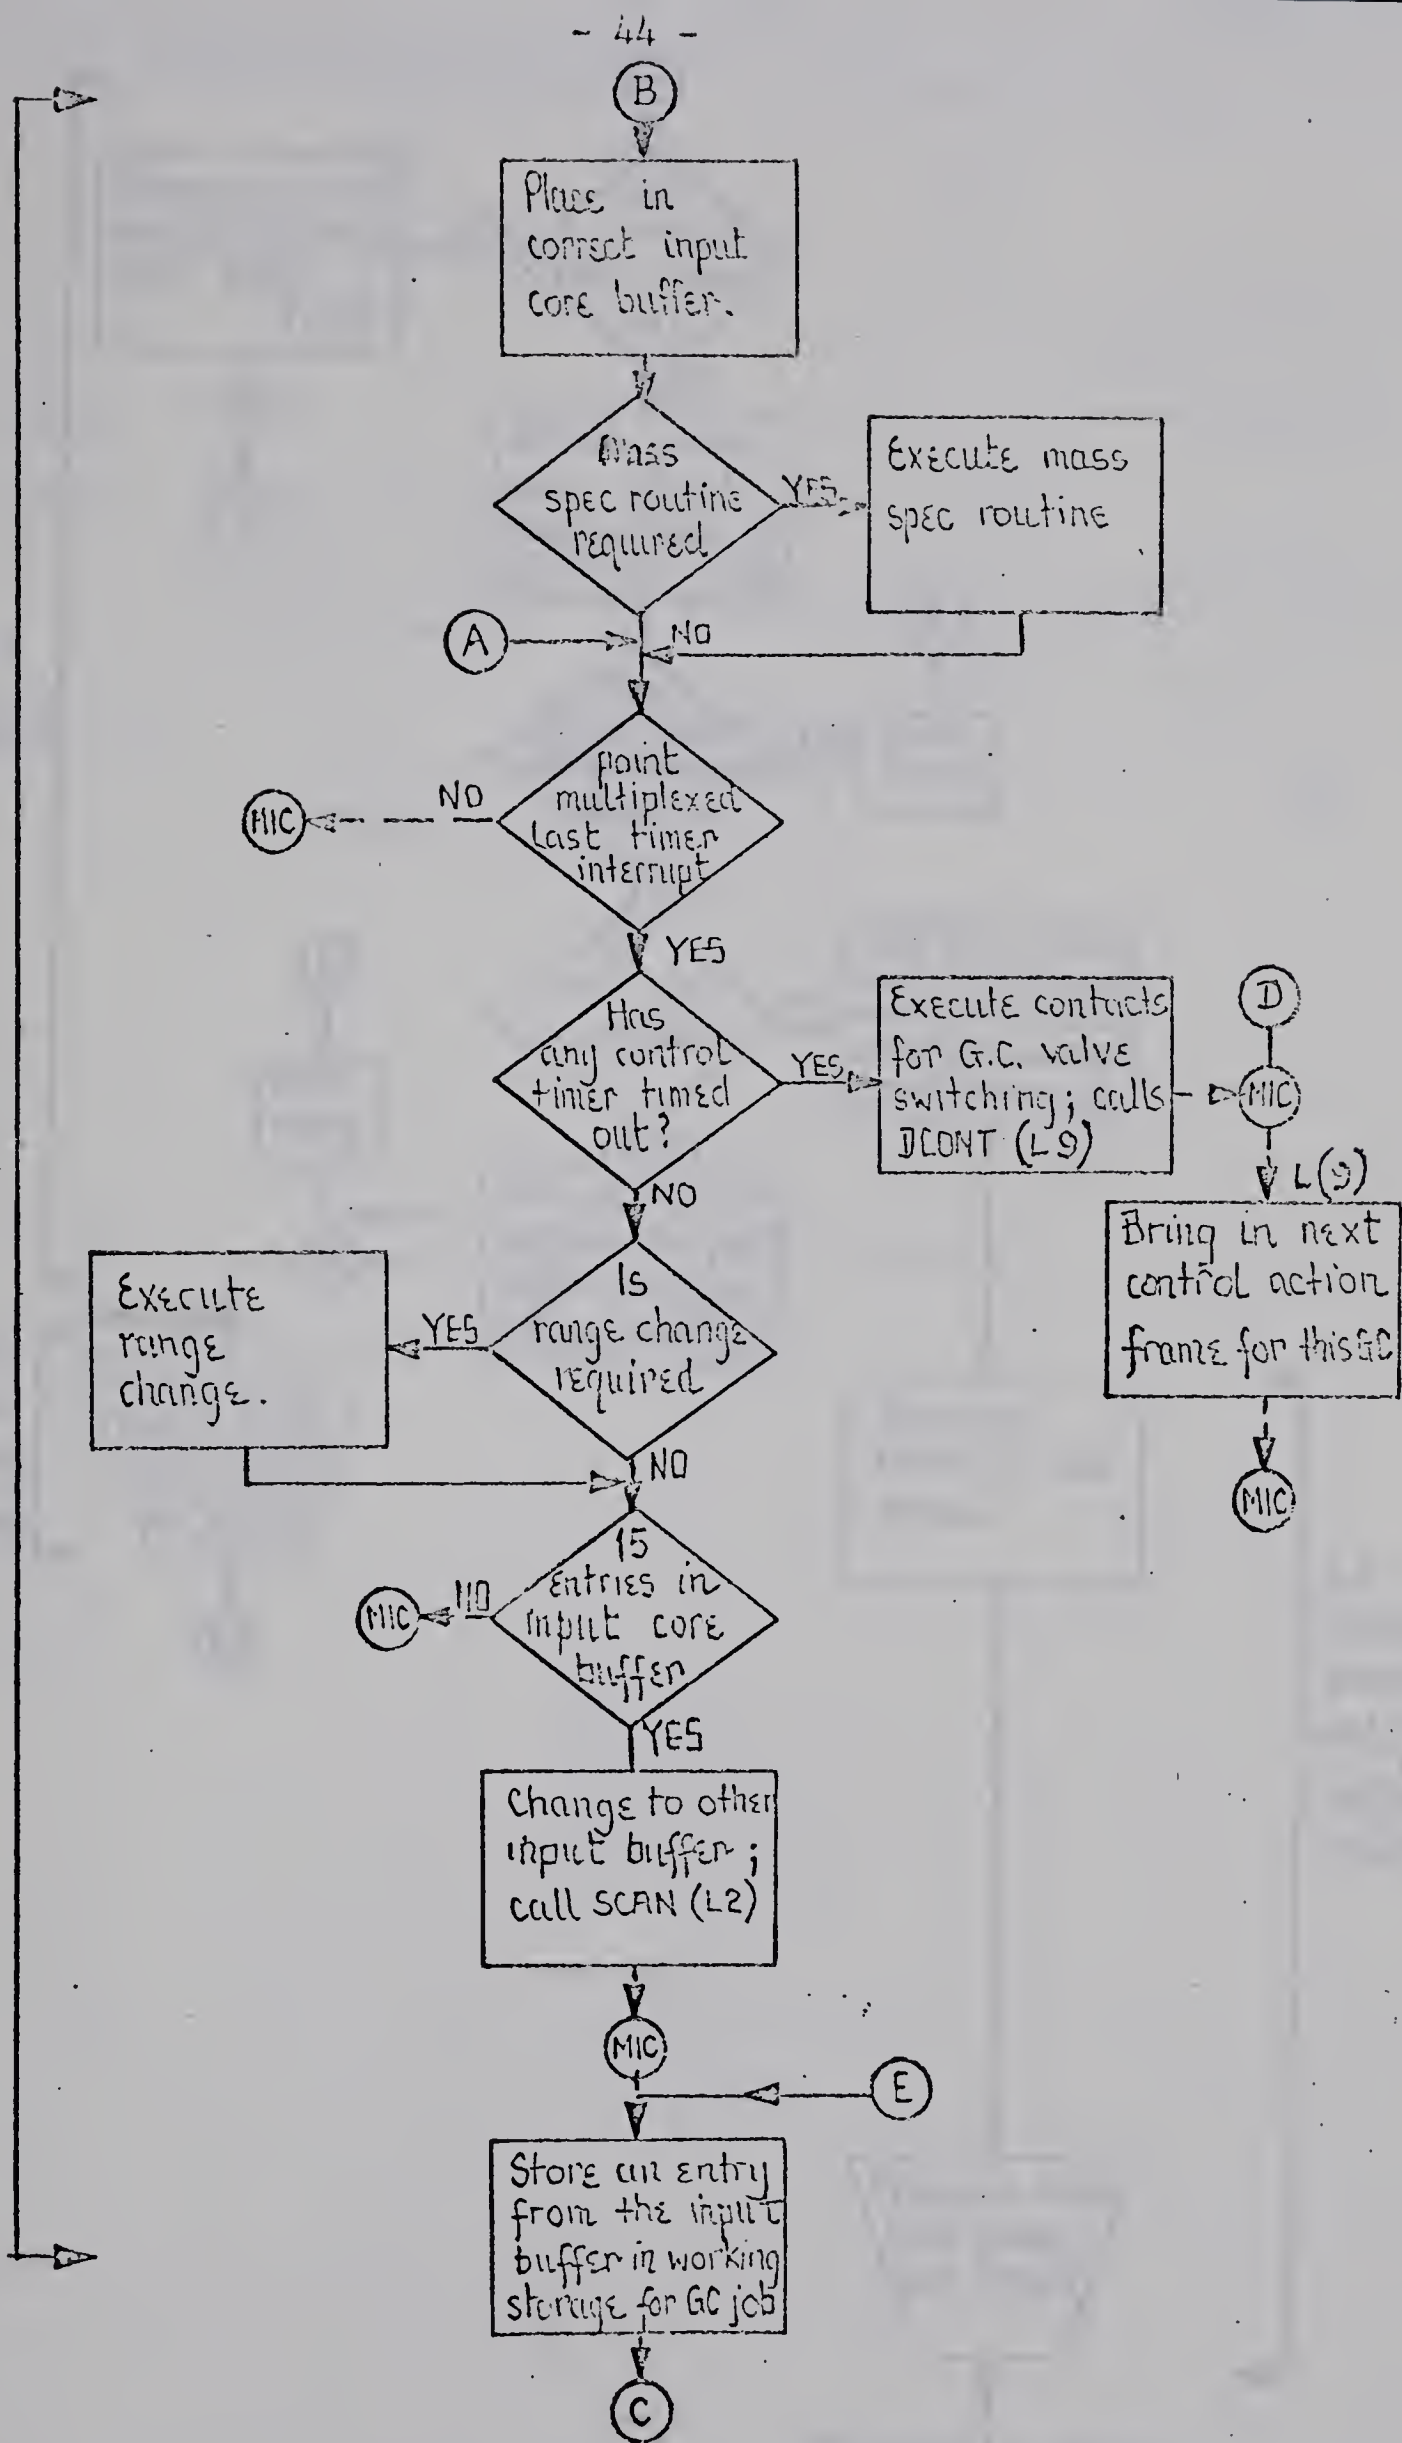 - 44 -
B
Place in
correct input
core buffer.
Mass
spec routine
required
YES
Execute mass
spec routine
A
NO
point
multiplexed
last timer
interrupt
NO
MIC
YES
Has
any control
timer timed
out?
YES
Execute contacts
for G.C. valve
switching; calls
DCONT (L9)
D
MIC
L(9)
Bring in next
control action
frame for this GC
MIC
NO
Is
range change
required
YES
Execute
range
change.
NO
15
entries in
input core
buffer
NO
MIC
YES
Change to other
input buffer;
call SCAN (L2)
MIC
E
Store an entry
from the input
buffer in working
storage for GC job
C